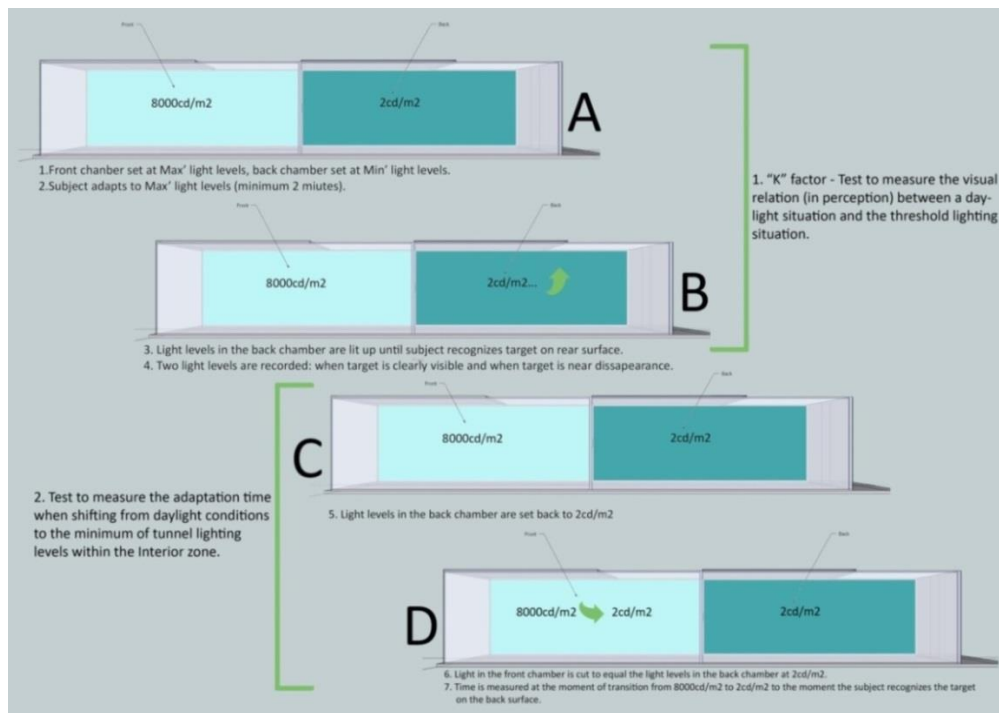 Front
Back
8000cd/m2
2cd/m2
A
1.Front chanber set at Max' light levels, back chamber set at Min' light levels.
2.Subject adapts to Max' light levels (minimum 2 miutes).
1. "K" factor - Test to measure the visual
relation (in perception) between a day-
light situation and the threshold lighting
situation.
Front
Back
8000cd/m2
2cd/m2...
B
3. Light levels in the back chamber are lit up until subject recognizes target on rear surface.
4. Two light levels are recorded: when target is clearly visible and when target is near dissapearance.
Front
Back
8000cd/m2
2cd/m2
C
2. Test to measure the adaptation time
when shifting from daylight conditions
to the minimum of tunnel lighting
levels within the Interior zone.
5. Light levels in the back chamber are set back to 2cd/m2
Front
Back
8000cd/m2
2cd/m2
2cd/m2
D
6. Light in the front chamber is cut to equal the light levels in the back chamber at 2cd/m2.
7. Time is measured at the moment of transition from 8000cd/m2 to 2cd/m2 to the moment the subject recognizes the target
on the back surface.